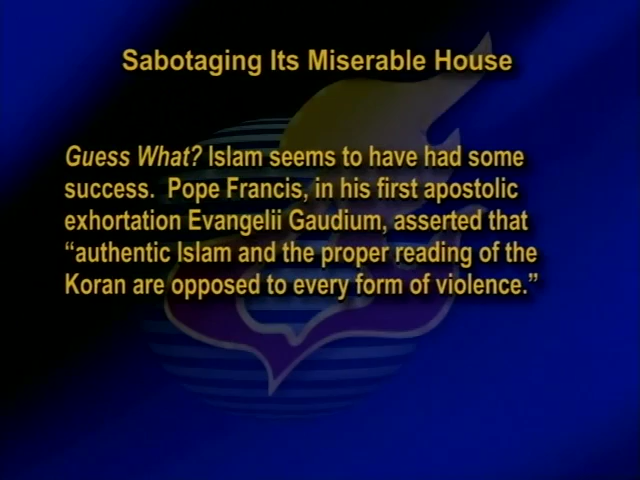 Sabotaging Its Miserable House
Guess What? Islam seems to have had some
success.  Pope Francis, in his first apostolic
exhortation Evangelii Gaudium, asserted that
“authentic Islam and the proper reading of the
Koran are opposed to every form of violence.”